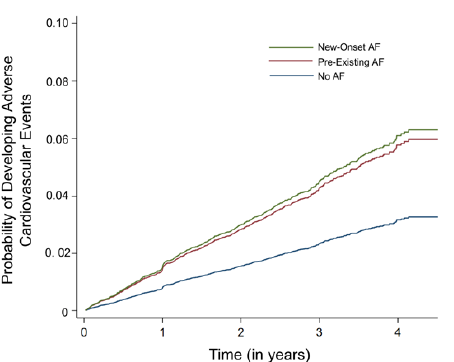 Probability of Developing Adverse
Cardiovascular Events
0.10
0.08
0.06
0.04
0.02
0
New-Onset AF
Pre-Existing AF
No AF
0 1 2 3 4
Time (in years)